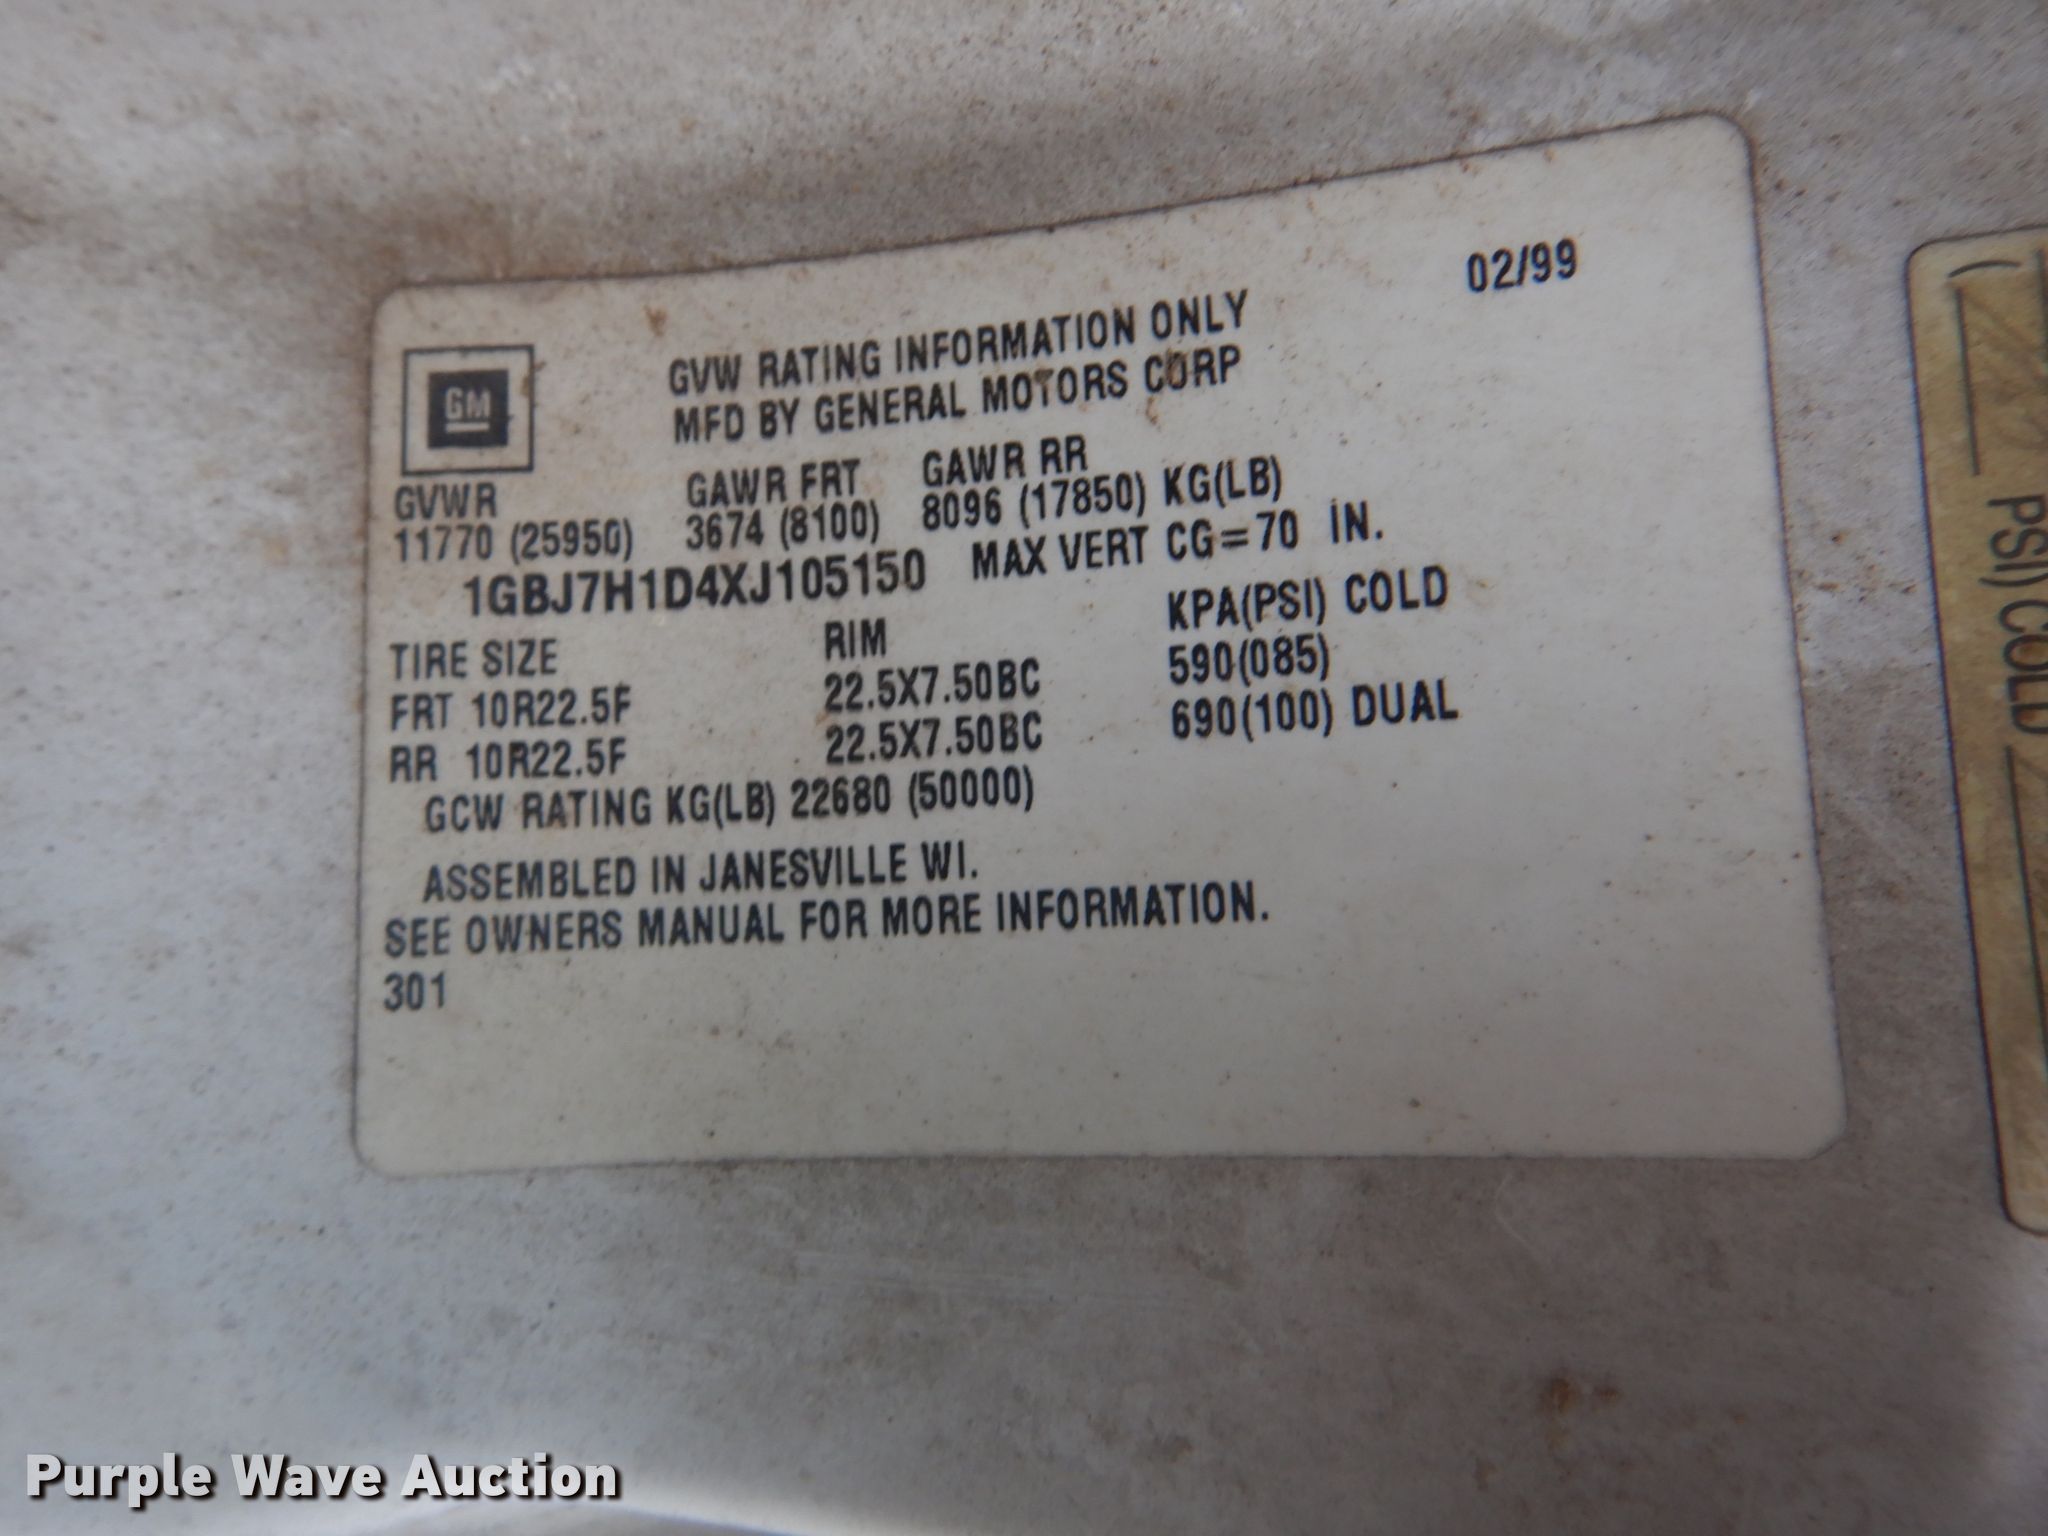 02/99
GM
GVW RATING INFORMATION ONLY
MFD BY GENERAL MOTORS CORP
GVWR GAWR FRT GAWR RR
11770 (25950) 3674 (8100) 8096 (17850) KG(LB)
1GBJ7H1D4XJ105150 MAX VERT CG=70 IN.
TIRE SIZE RIM KPA(PSI) COLD
FRT 10R22.5F 22.5X7.50BC 590(085)
RR 10R22.5F 22.5X7.50BC 690(100) DUAL
GCW RATING KG(LB) 22680 (50000)
ASSEMBLED IN JANESVILLE WI.
SEE OWNERS MANUAL FOR MORE INFORMATION.
301
PSI) COLD
Purple Wave Auction